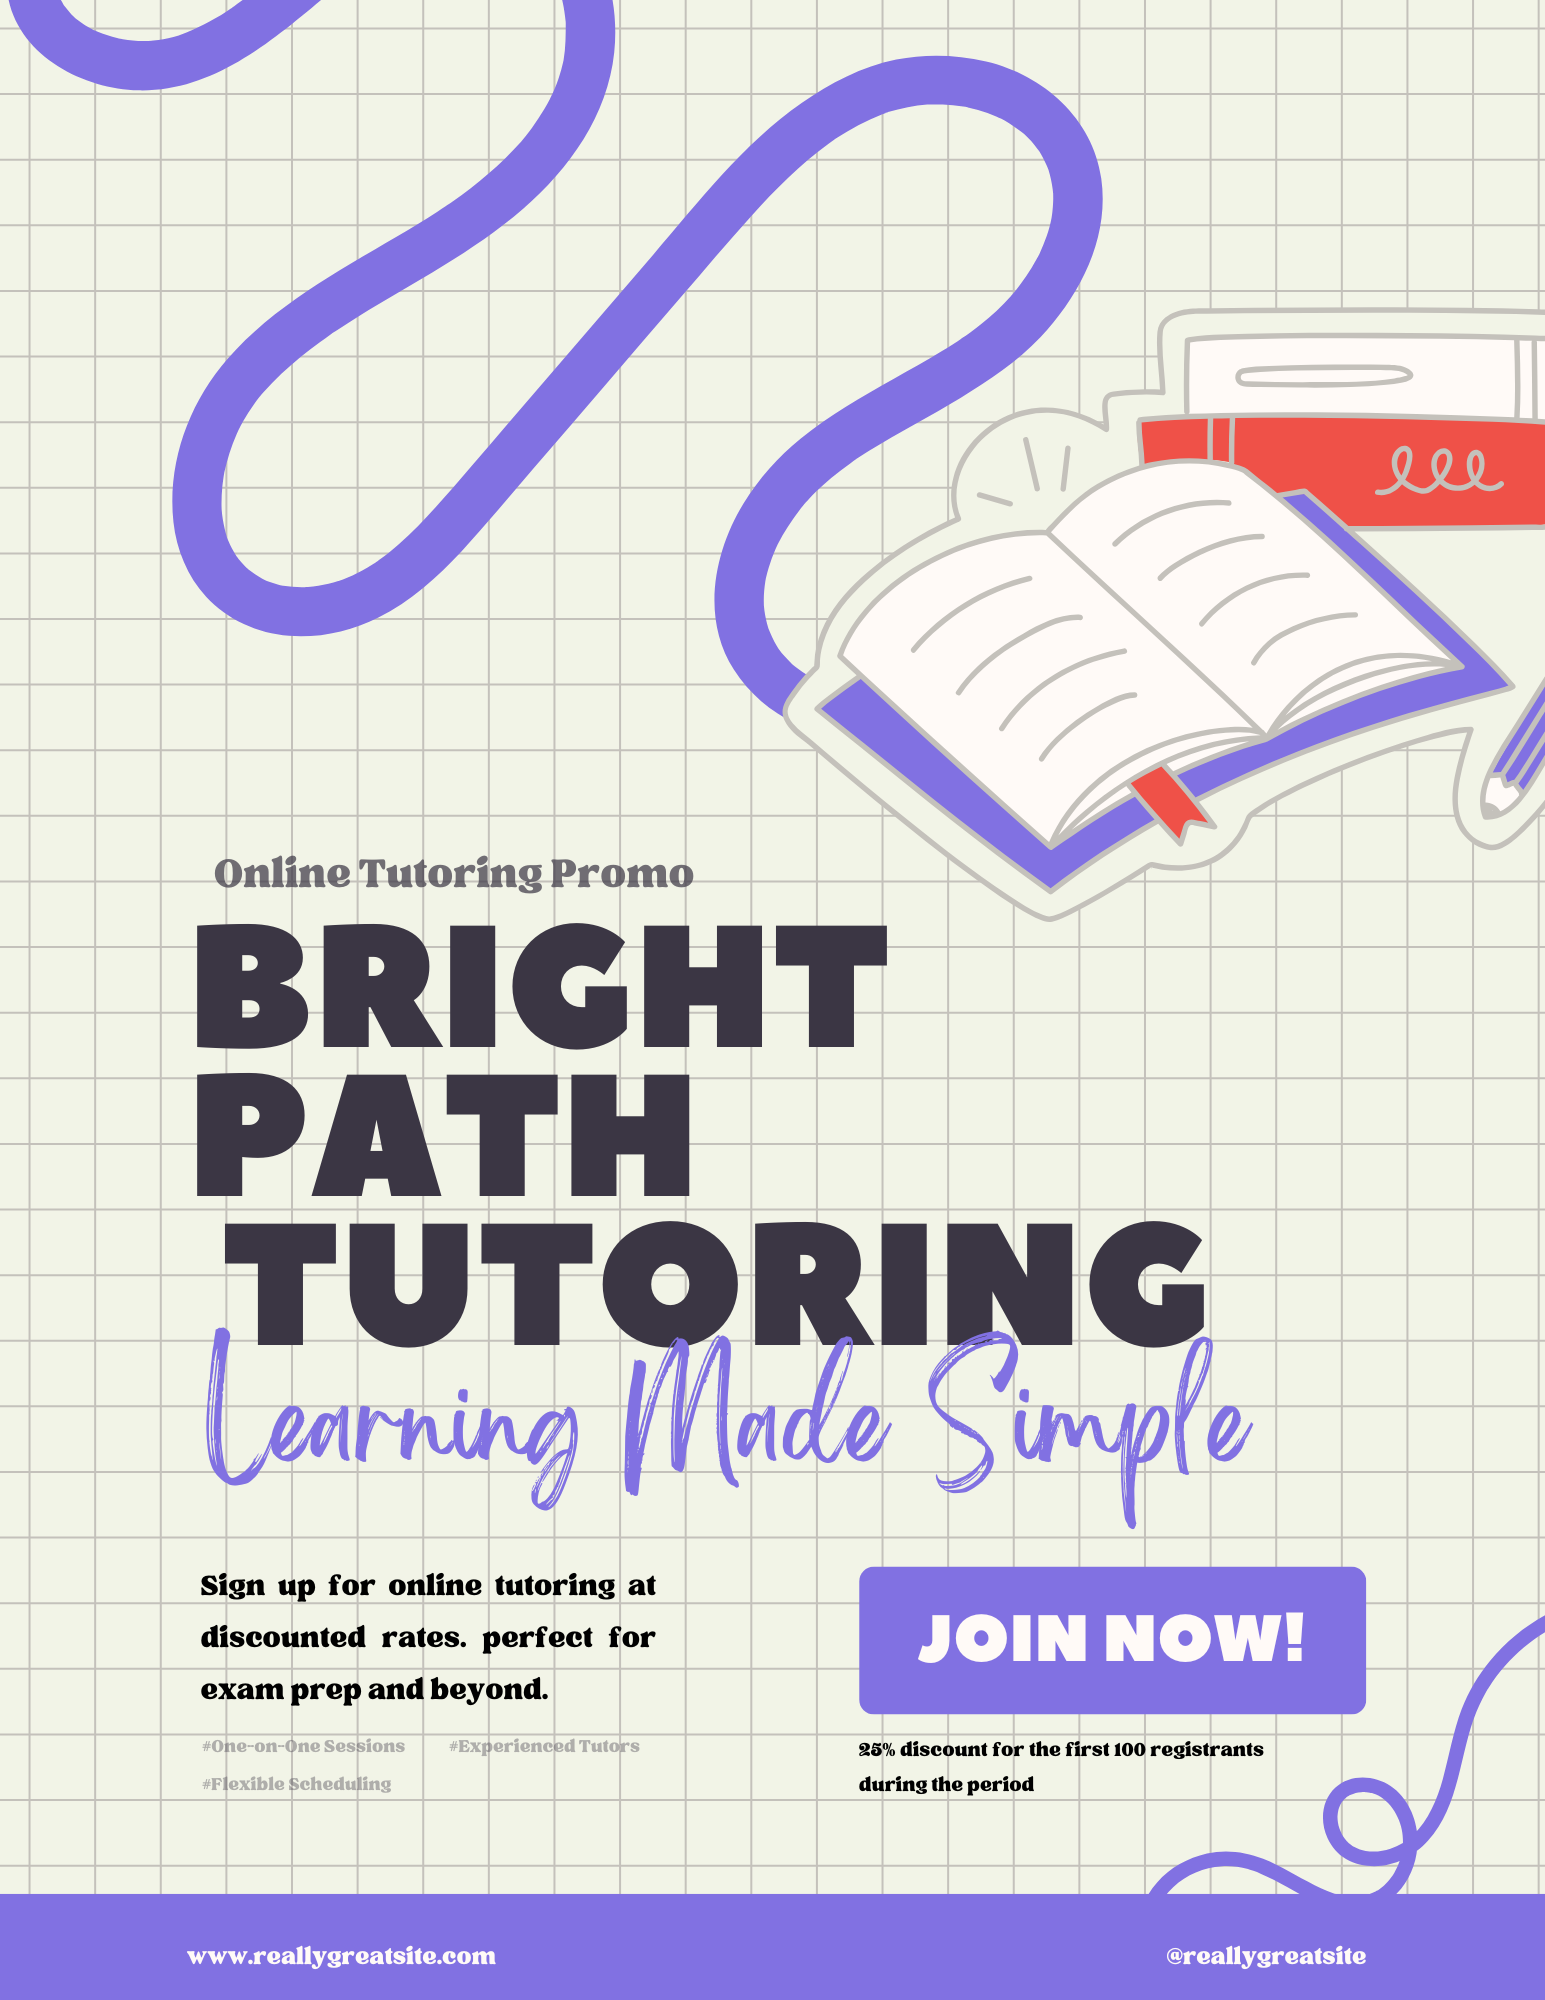 Online Tutoring Promo
BRIGHT
PATH
TUTORING
Learning Made Simple
Sign up for online tutoring at
discounted rates. perfect for
exam prep and beyond.
#One-on-One Sessions #Experienced Tutors
#Flexible Scheduling
JOIN NOW!
25% discount for the first 100 registrants
during the period
www.reallygreatsite.com
@reallygreatsite